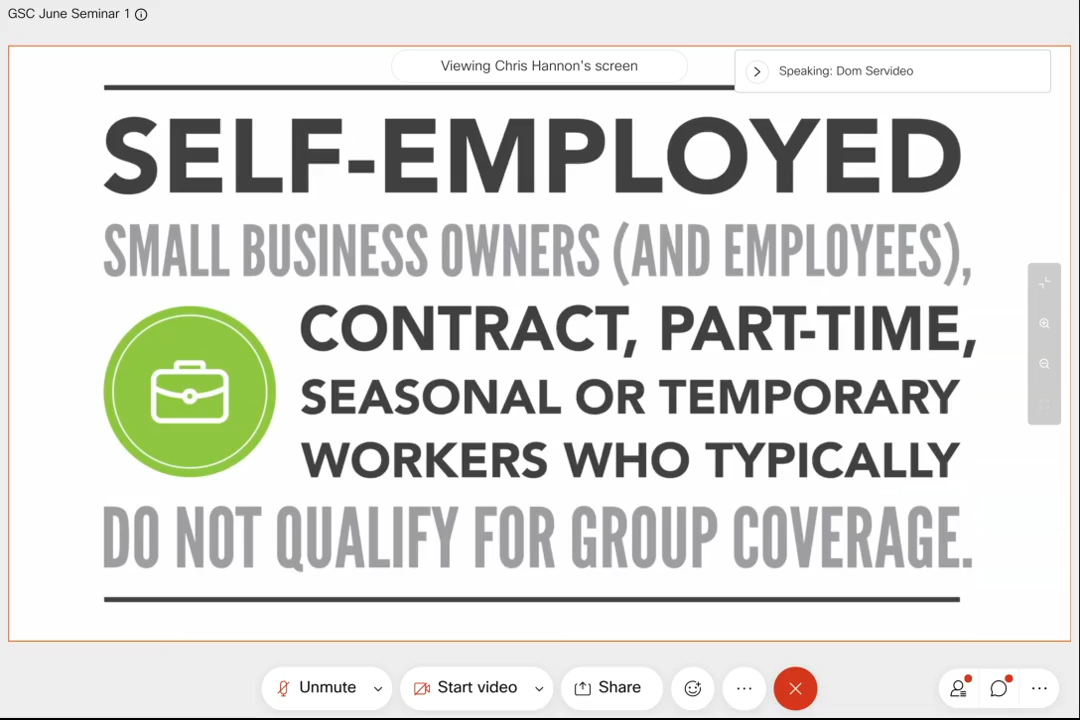 GSC June Seminar 1
Viewing Chris Hannon's screen
Speaking: Dom Servideo
SELF-EMPLOYED
SMALL BUSINESS OWNERS (AND EMPLOYEES),
CONTRACT, PART-TIME,
SEASONAL OR TEMPORARY
WORKERS WHO TYPICALLY
DO NOT QUALIFY FOR GROUP COVERAGE.
Unmute
Start video
Share